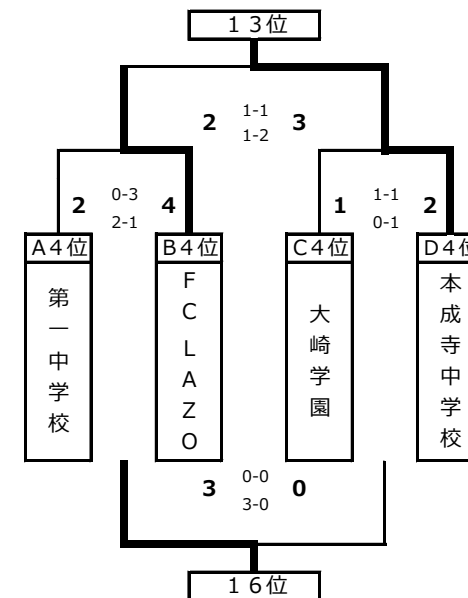 13位
2 1-1 3
1-2
2 0-3 4
2-1
1 1-1 2
0-1
A4位
B4位
C4位
D4位
第一中学校
FCLAZO
大崎学園
本成寺中学校
3 0-0 0
3-0
16位